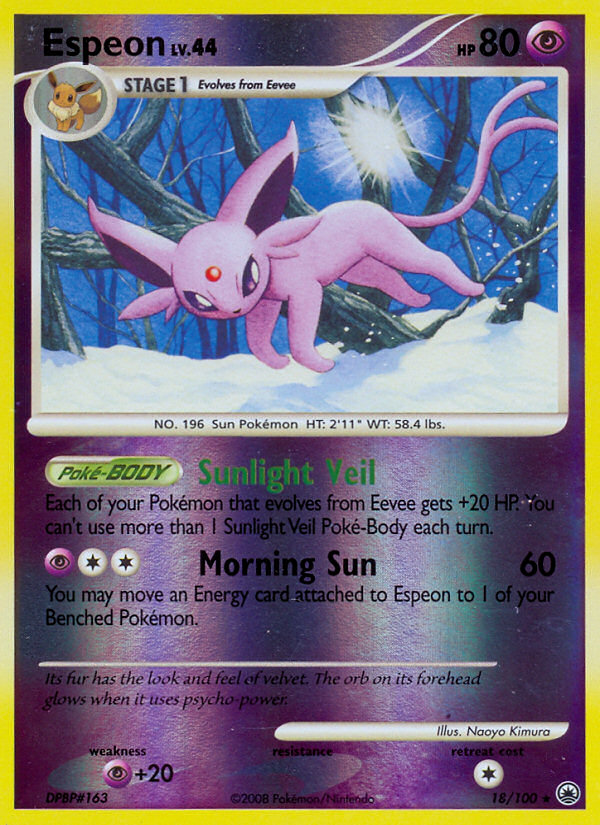 Espeon LV.44 HP 80
STAGE 1 Evolves from Eevee
NO. 196 Sun Pokémon HT: 2'11" WT: 58.4 lbs.
Poké-BODY Sunlight Veil
Each of your Pokémon that evolves from Eevee gets +20 HP. You
can't use more than 1 Sunlight Veil Poké-Body each turn.
Morning Sun 60
You may move an Energy card attached to Espeon to 1 of your
Benched Pokémon.
Its fur has the look and feel of velvet. The orb on its forehead
glows when it uses psycho-power.
Illus. Naoyo Kimura
weakness resistance retreat cost
+20
DPBP#163 ©2008 Pokémon/Nintendo 18/100 ★